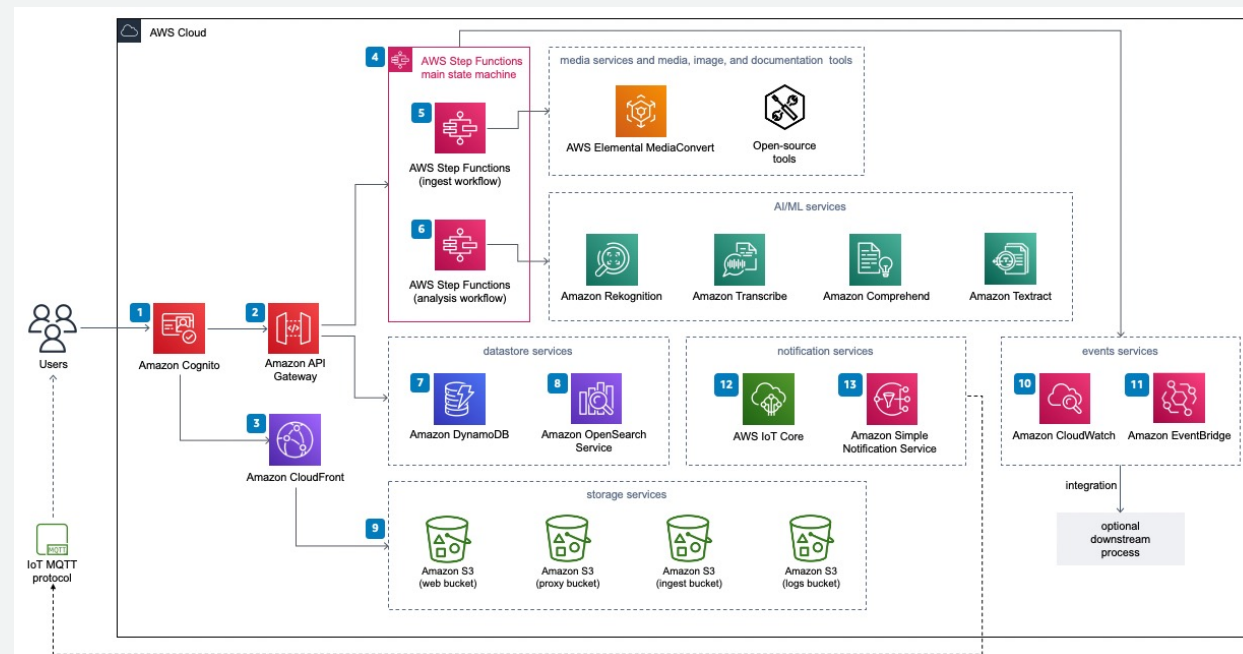 AWS Cloud
4
AWS Step Functions
main state machine
media services and media, image, and documentation tools
5
AWS Step Functions
(ingest workflow)
AWS Elemental MediaConvert
Open-source
tools
AI/ML services
6
AWS Step Functions
(analysis workflow)
Amazon Rekognition
Amazon Transcribe
Amazon Comprehend
Amazon Textract
Users
1
Amazon Cognito
2
Amazon API
Gateway
3
Amazon CloudFront
datastore services
7
Amazon DynamoDB
8
Amazon OpenSearch
Service
notification services
12
AWS IoT Core
13
Amazon Simple
Notification Service
events services
10
Amazon CloudWatch
11
Amazon EventBridge
integration
optional
downstream
process
storage services
9
Amazon S3
(web bucket)
Amazon S3
(proxy bucket)
Amazon S3
(ingest bucket)
Amazon S3
(logs bucket)
MQTT
IoT MQTT
protocol